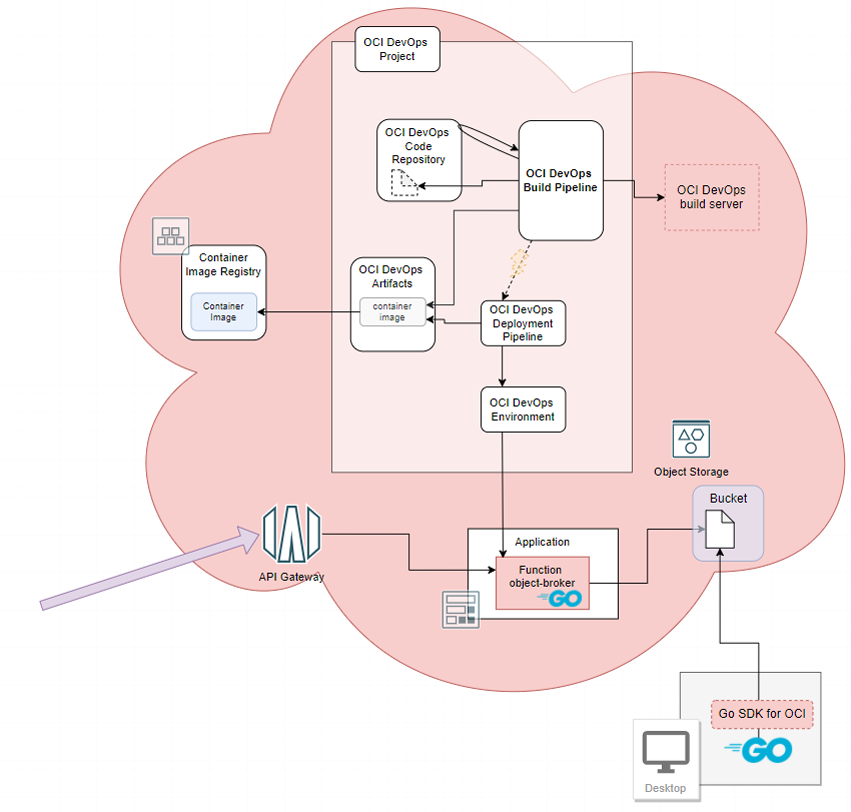 OCI DevOps
Project
OCI DevOps
Code
Repository
OCI DevOps
Build Pipeline
OCI DevOps
build server
Container
Image Registry
Container
Image
OCI DevOps
Artifacts
container
image
OCI DevOps
Deployment
Pipeline
OCI DevOps
Environment
Object Storage
Bucket
API Gateway
Application
Function
object-broker
GO
Go SDK for OCI
GO
Desktop